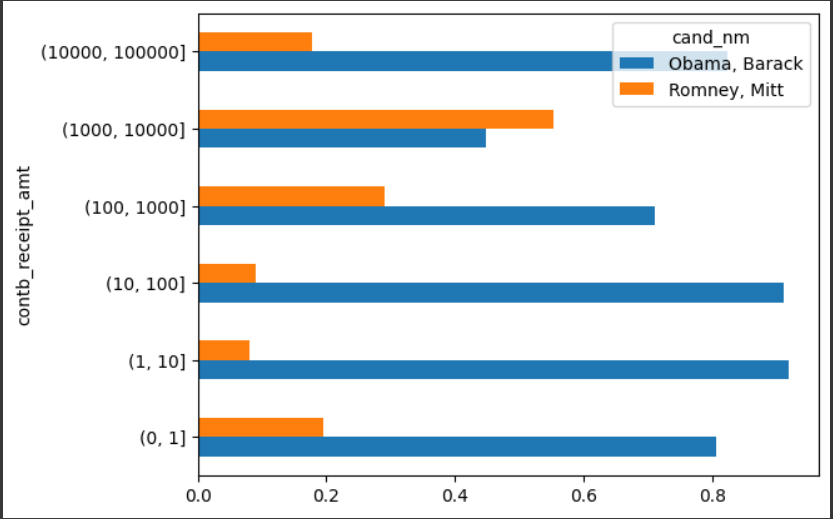 cand_nm
Obama, Barack
Romney, Mitt
contb_receipt_amt
(10000, 100000]
(1000, 10000]
(100, 1000]
(10, 100]
(1, 10]
(0, 1]
0.0 0.2 0.4 0.6 0.8